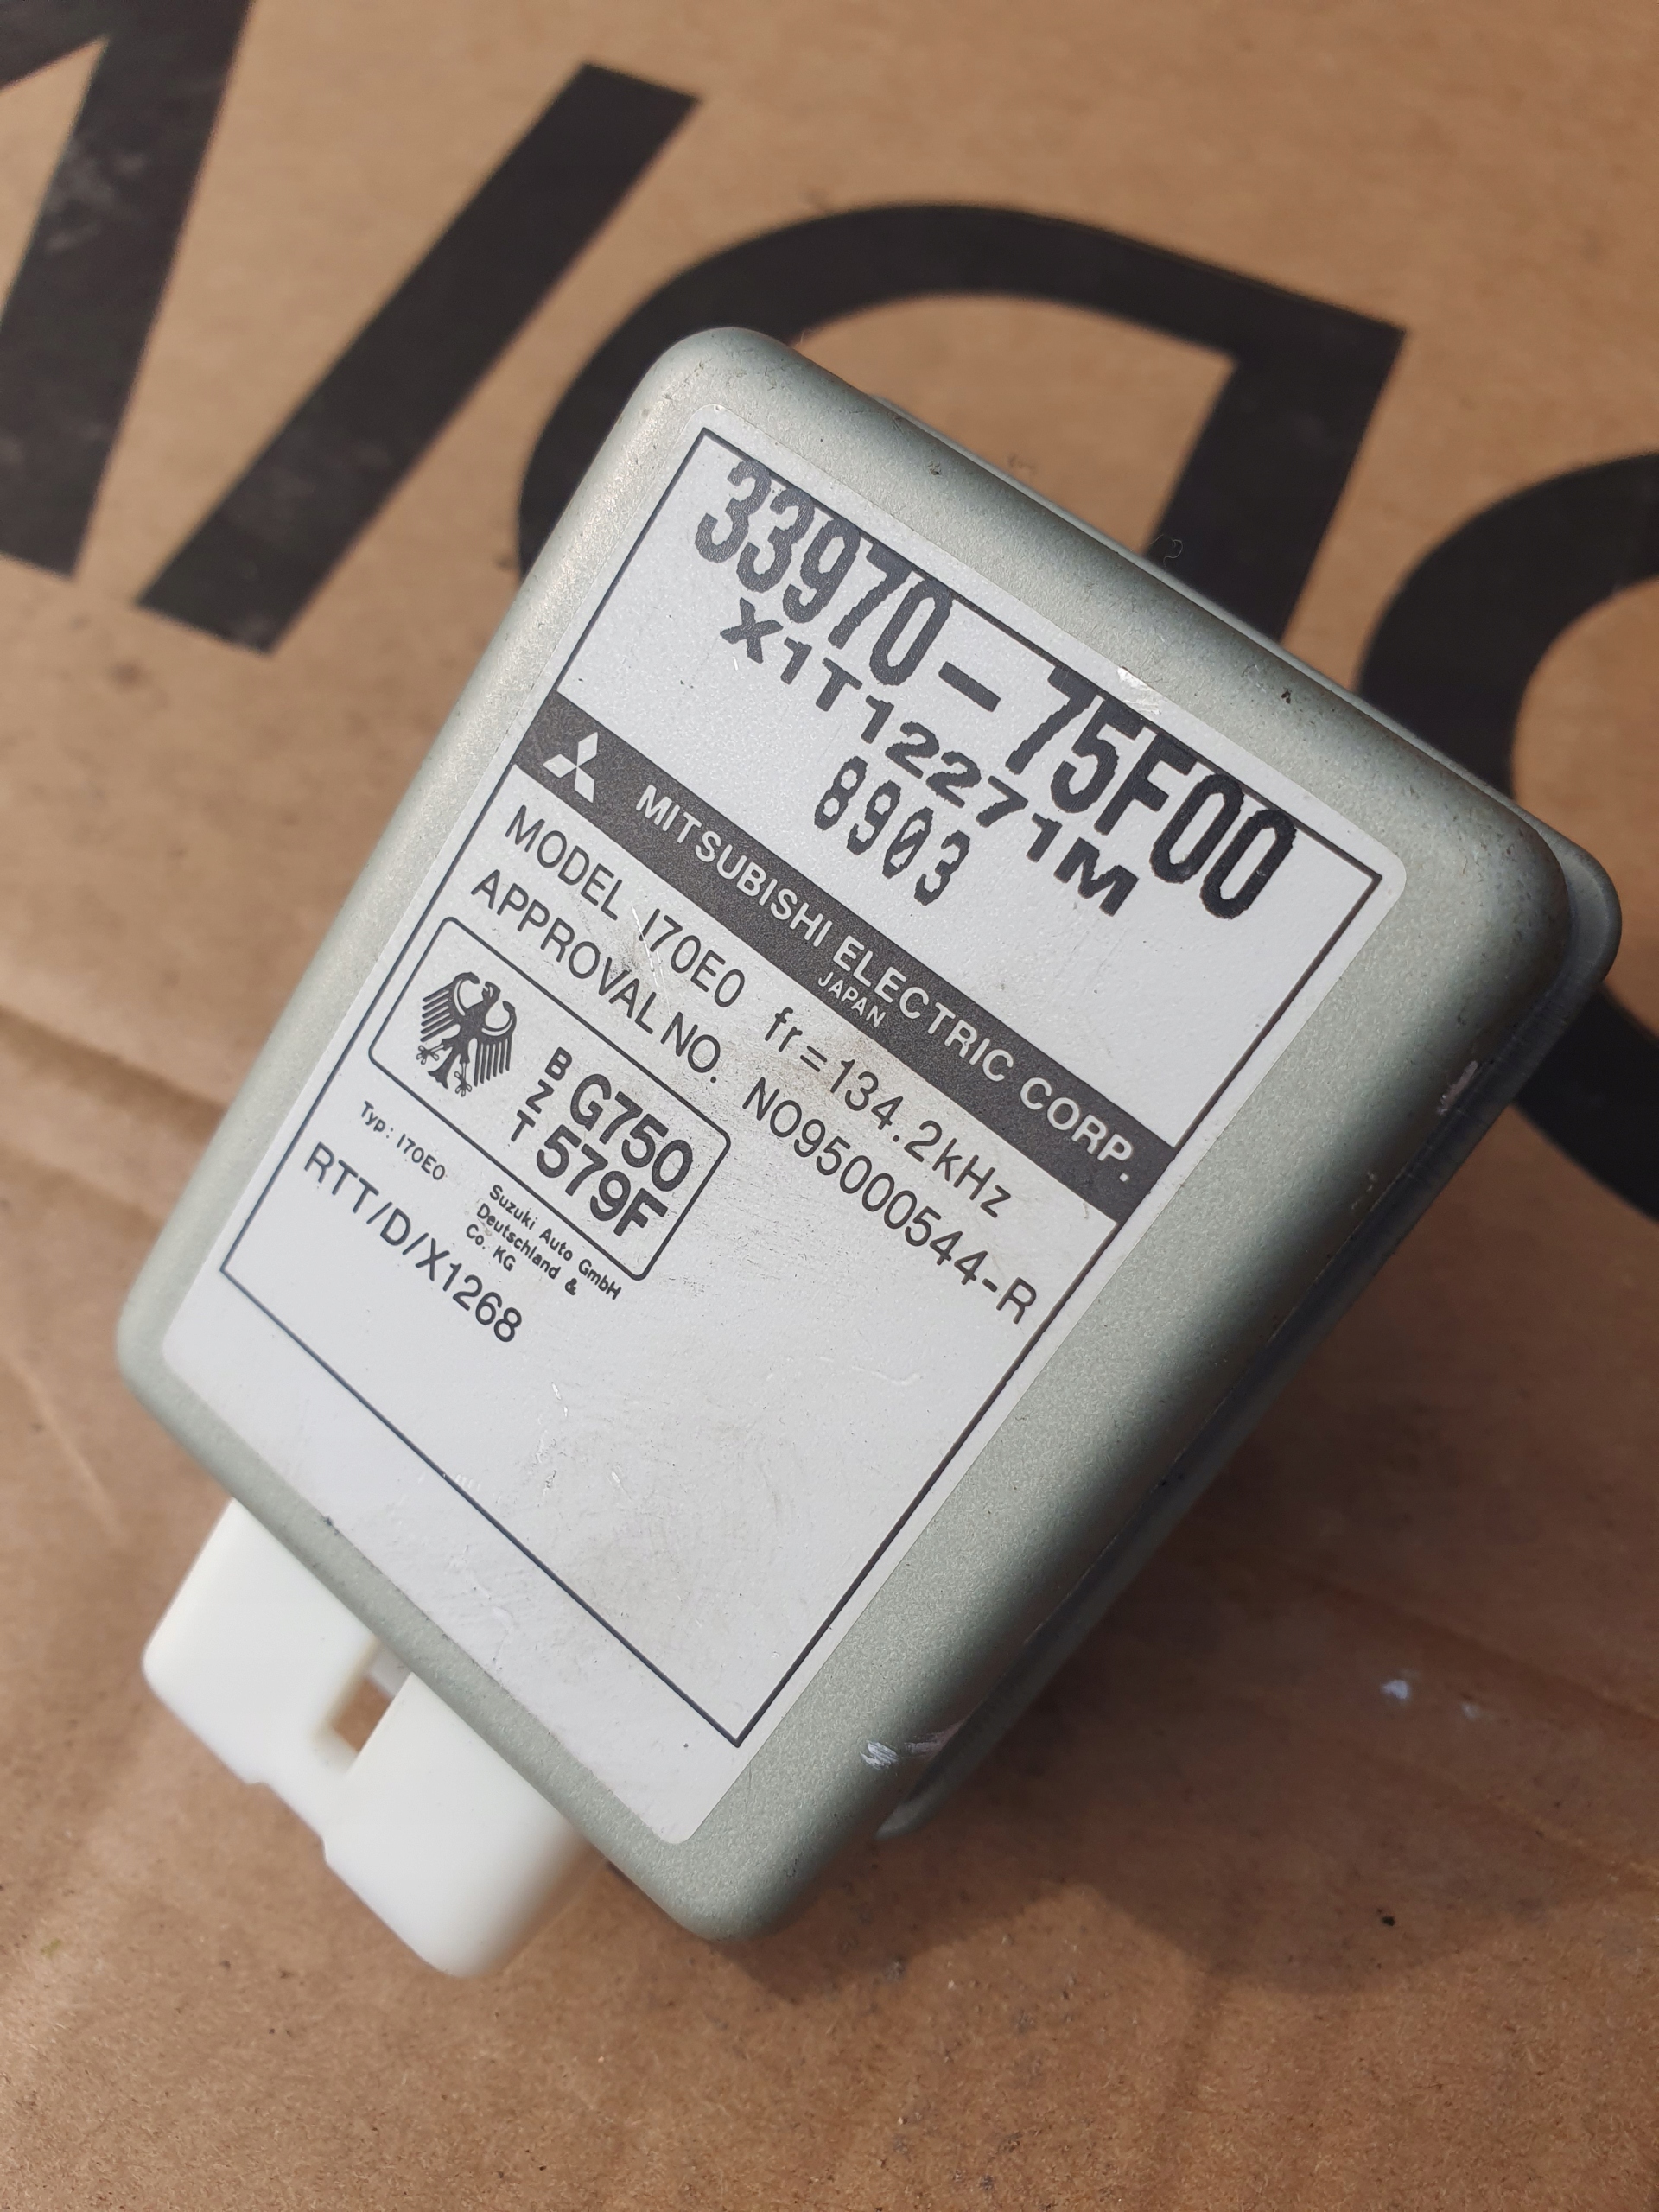 33970-75F00
X1T12271M
8903
MITSUBISHI ELECTRIC CORP.
JAPAN
MODEL I70E0 fr=134.2kHz
APPROVAL NO. NO95000544-R
BZT G750
579F
Typ: I70E0
Suzuki Auto GmbH
Deutschland &
Co. KG
RTT/D/X1268